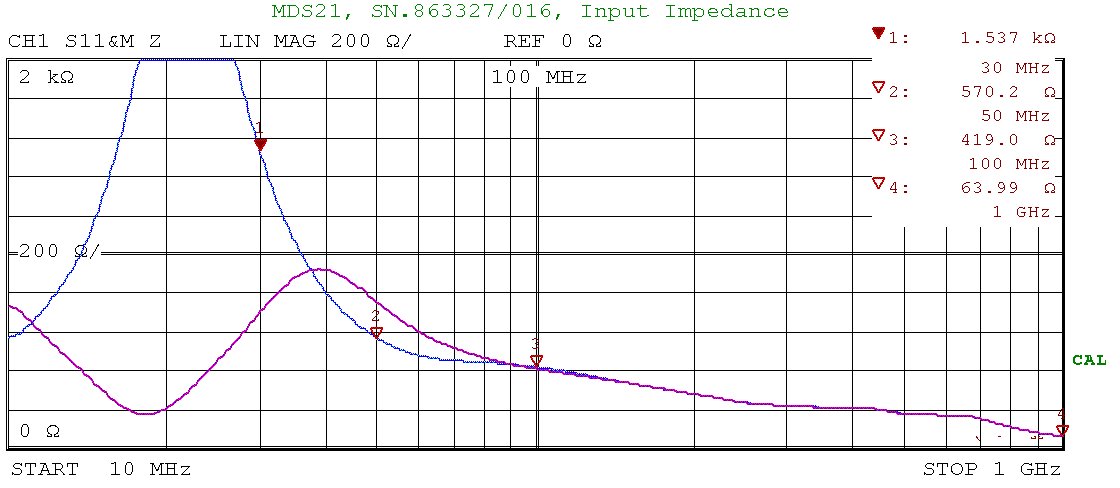 MDS21, SN.863327/016, Input Impedance
CH1 S11&M Z LIN MAG 200 Ω/ REF 0 Ω
1: 1.537 kΩ
30 MHz
2: 570.2 Ω
50 MHz
3: 419.0 Ω
100 MHz
4: 63.99 Ω
1 GHz
2 kΩ
100 MHz
1
200 Ω/
2
3
CAL
4
0 Ω
START 10 MHz STOP 1 GHz